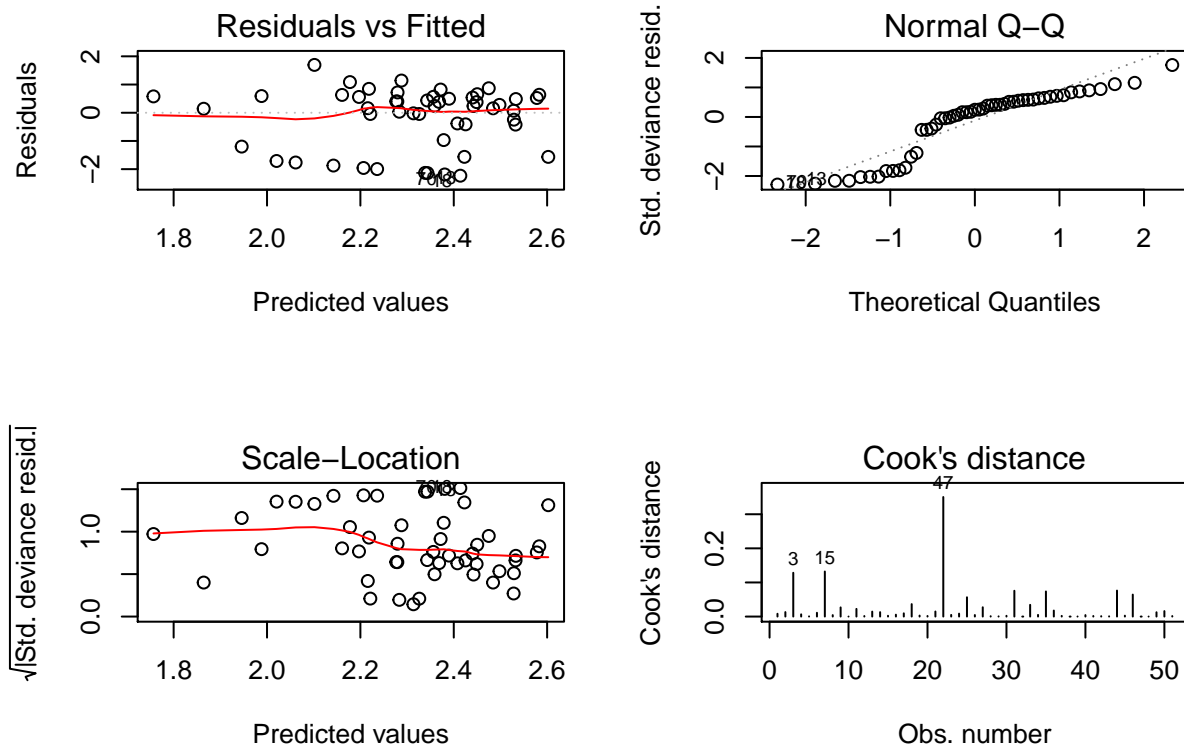 Residuals vs Fitted
Residuals
2
0
−2
1.8 2.0 2.2 2.4 2.6
Predicted values
Normal Q−Q
Std. deviance resid.
2
0
−2
−2 −1 0 1 2
Theoretical Quantiles
13
Scale−Location
√|Std. deviance resid.|
1.0
0.0
1.8 2.0 2.2 2.4 2.6
Predicted values
Cook's distance
Cook's distance
0.2
0.0
47
3 15
0 10 20 30 40 50
Obs. number